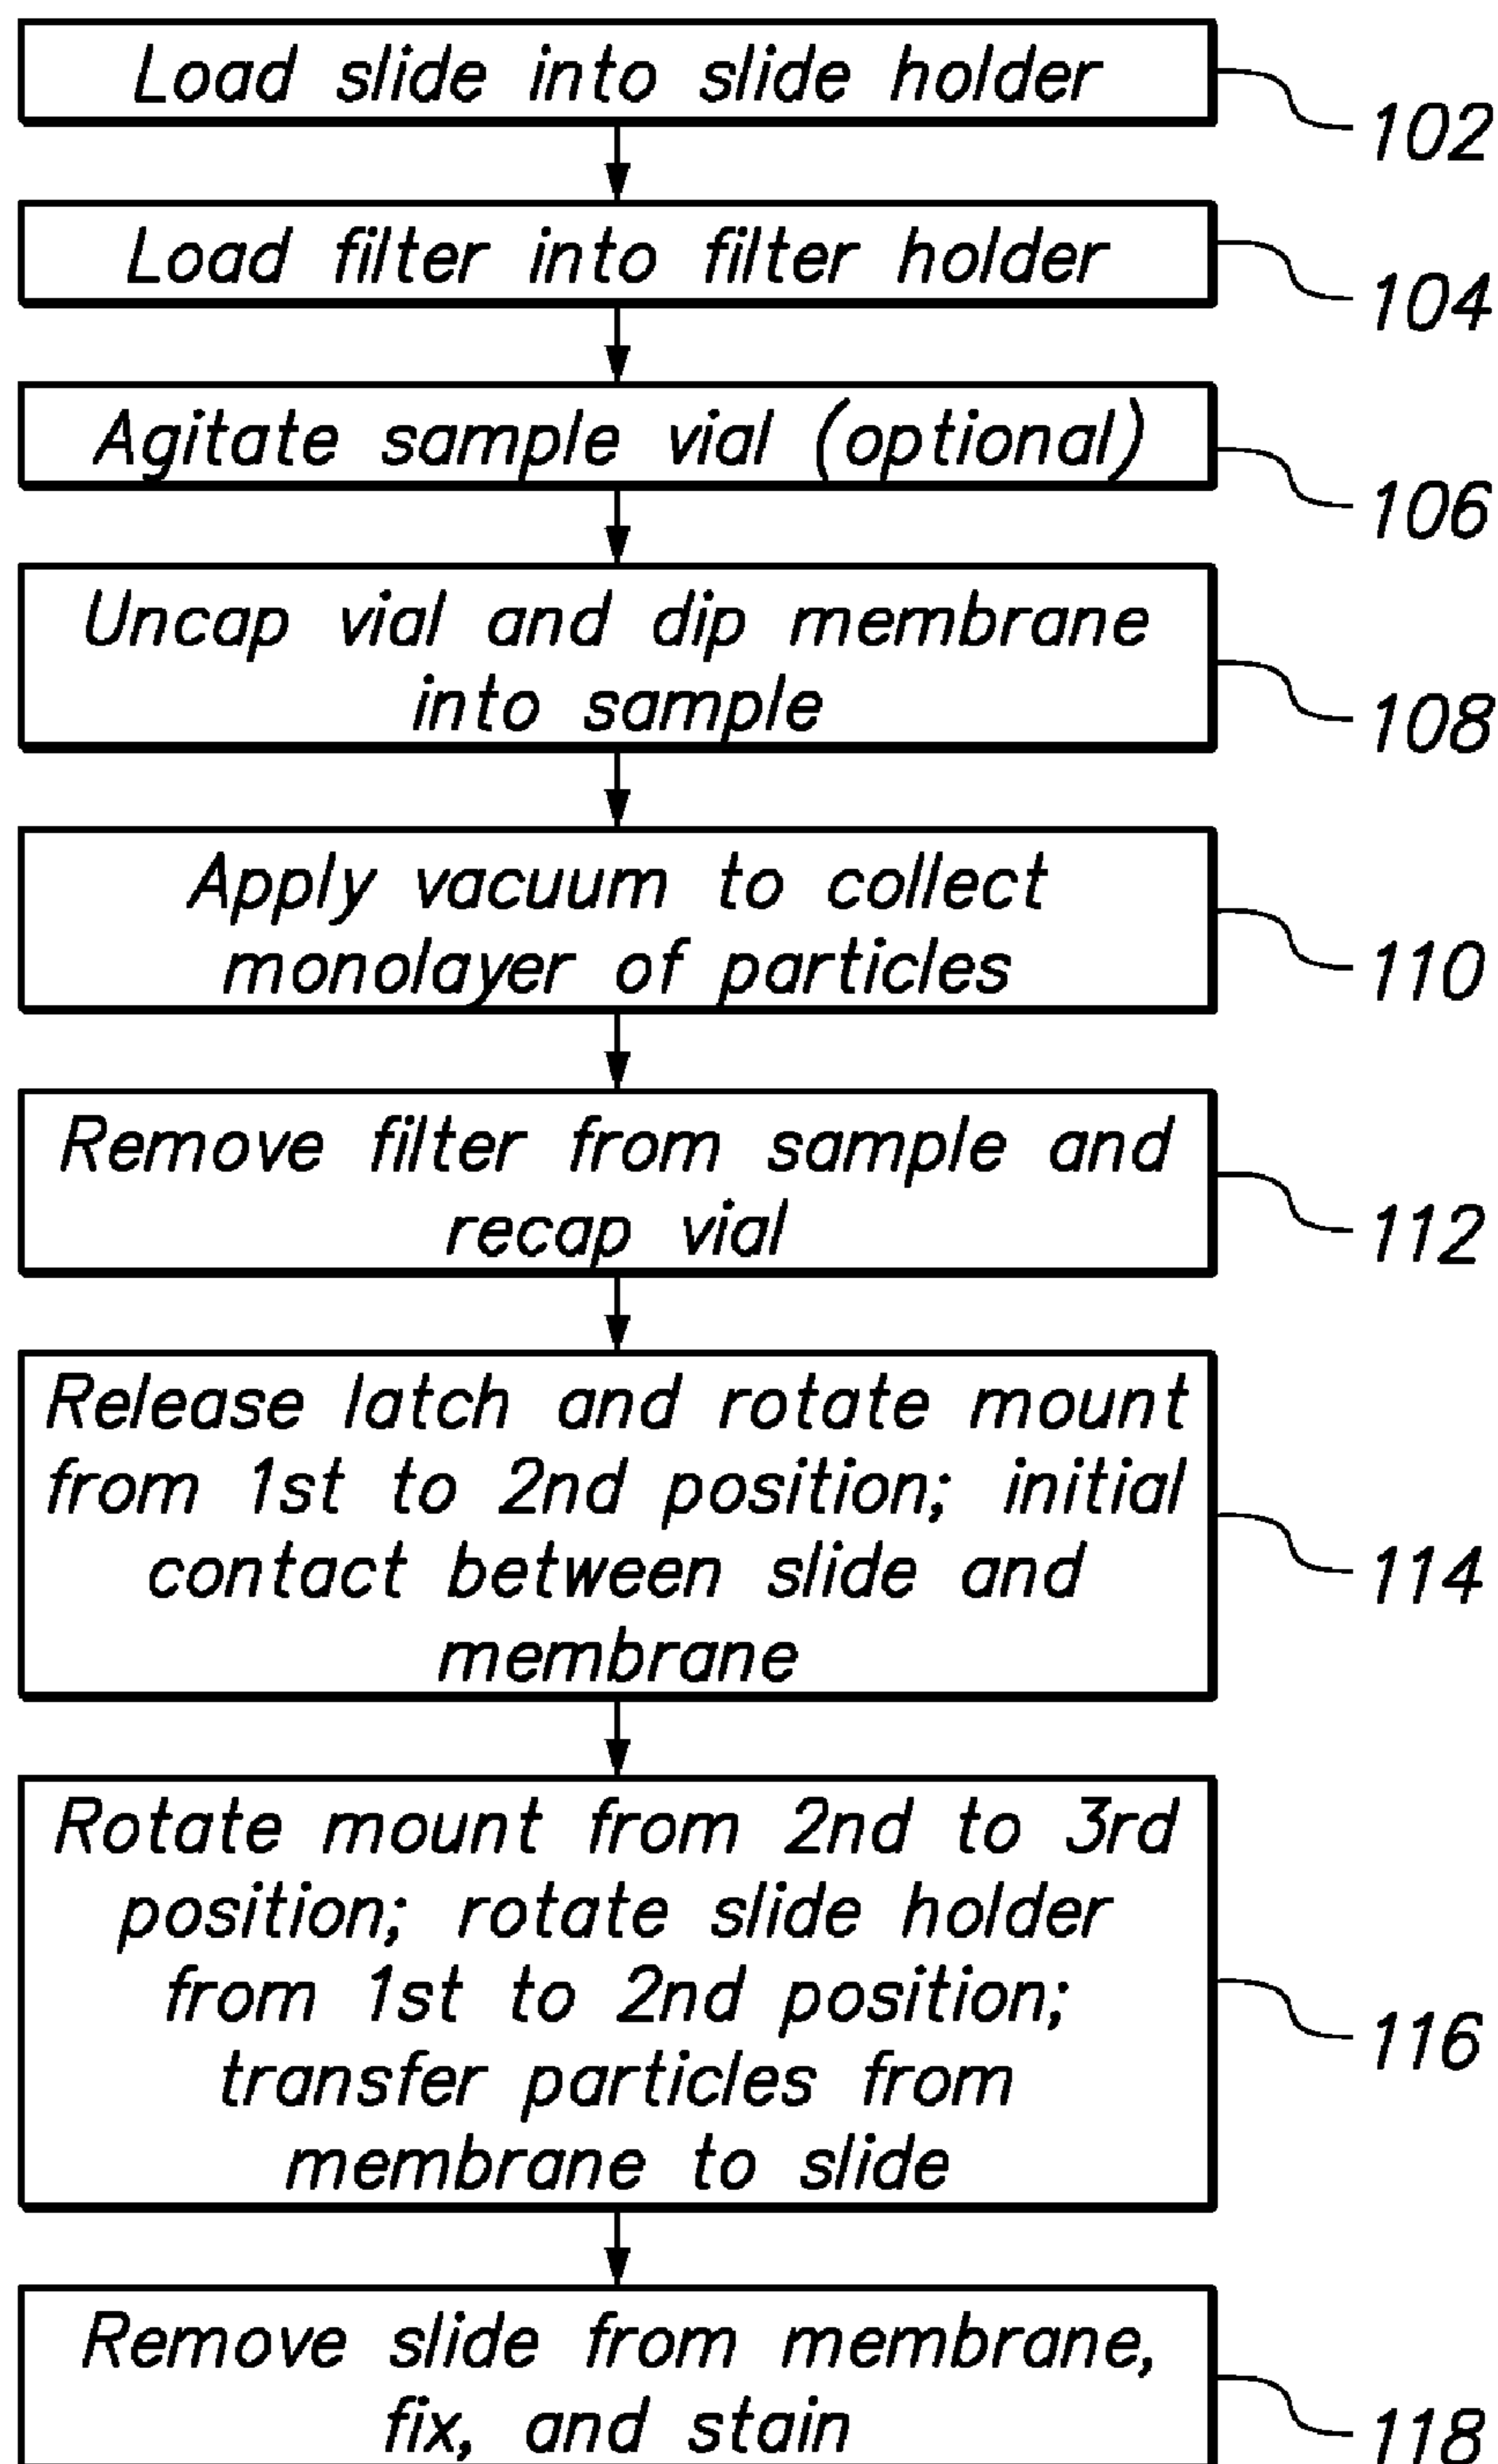 Load slide into slide holder
102
Load filter into filter holder
104
Agitate sample vial (optional)
106
Uncap vial and dip membrane
into sample
108
Apply vacuum to collect
monolayer of particles
110
Remove filter from sample and
recap vial
112
Release latch and rotate mount
from 1st to 2nd position; initial
contact between slide and
membrane
114
Rotate mount from 2nd to 3rd
position; rotate slide holder
from 1st to 2nd position;
transfer particles from
membrane to slide
116
Remove slide from membrane,
fix, and stain
118